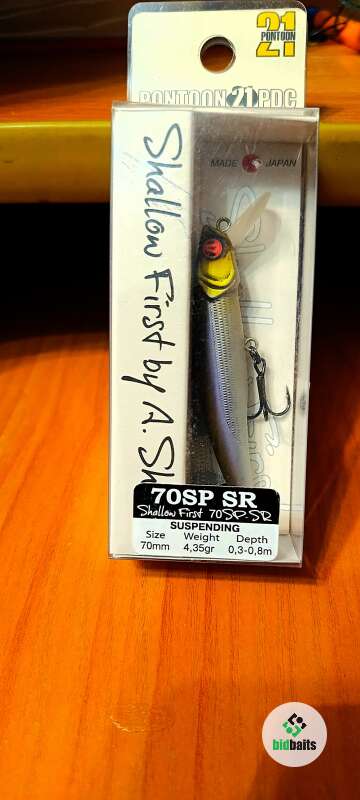 21
PONTOON
PONTOON 21 PDC
MADE JAPAN
Shallow First by A. Sh
70SP SR
Shallow First 70SP-SR
SUSPENDING
Size Weight Depth
70mm 4,35gr 0,3-0,8m
bidbaits